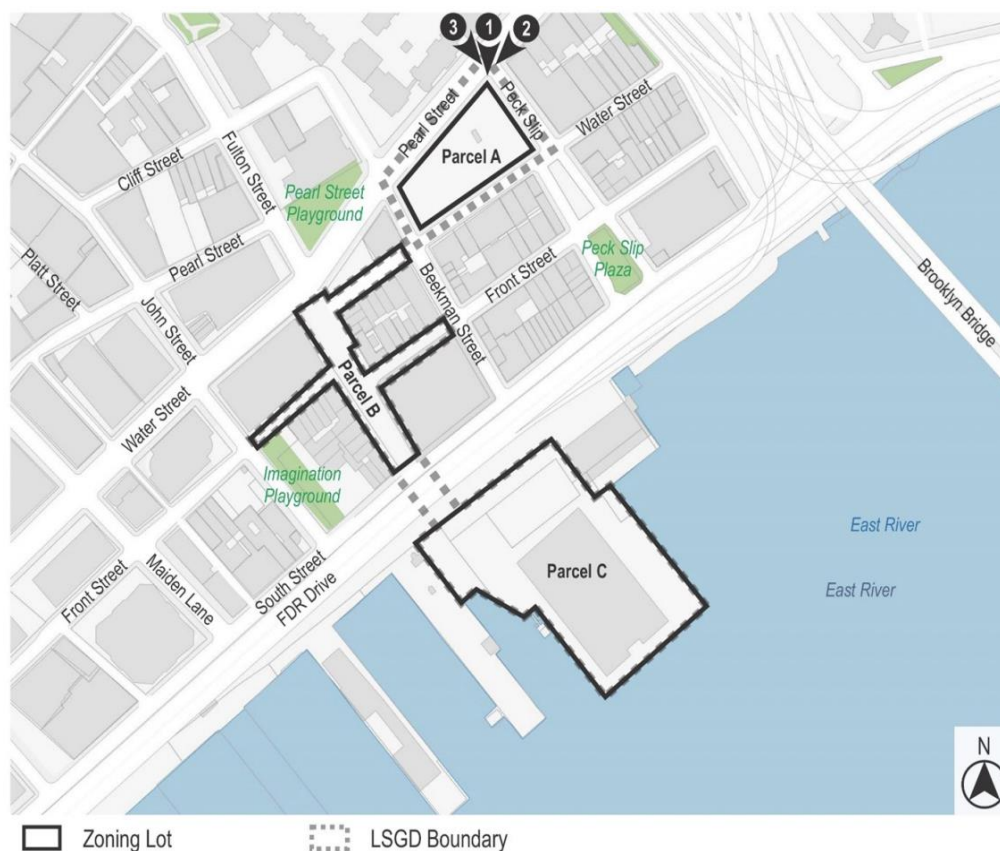 3 1 2
Pearl Street
Peck Slip
Water Street
Parcel A
Cliff Street
Fulton Street
Pearl Street
Playground
Pearl Street
Platt Street
John Street
Peck Slip
Plaza
Front Street
Beekman Street
Brooklyn Bridge
Parcel B
Water Street
Imagination
Playground
East River
Parcel C
East River
Front Street
Maiden Lane
South Street
FDR Drive
N
Zoning Lot
LSGD Boundary